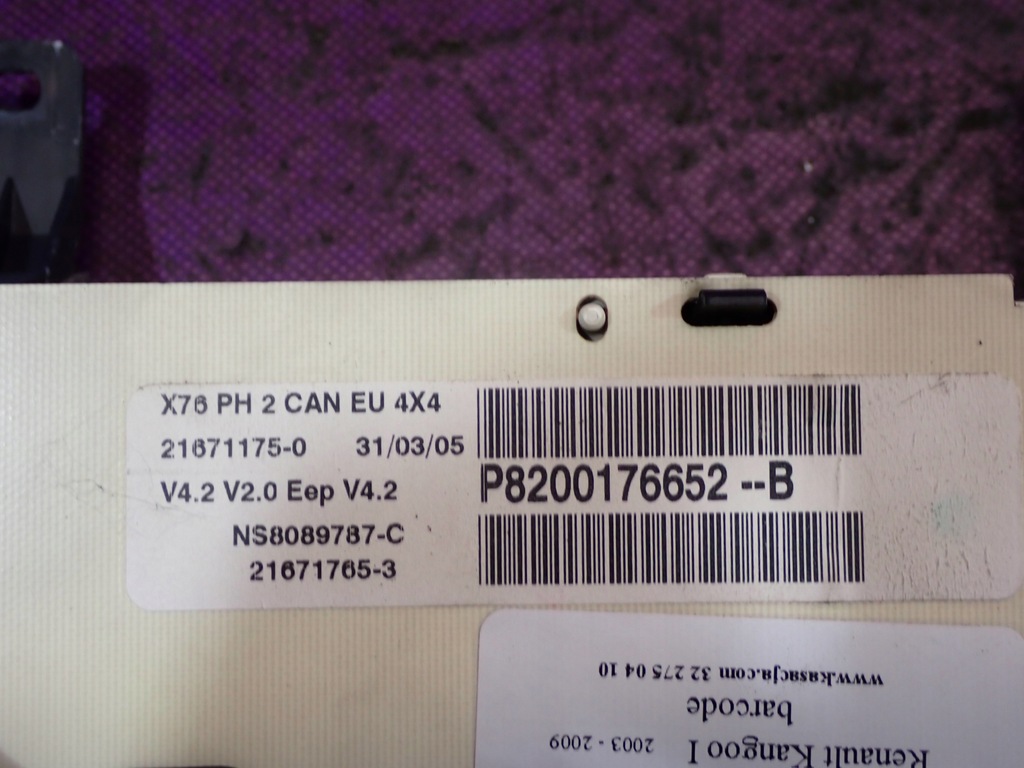 X76 PH 2 CAN EU 4X4
21671175-0 31/03/05
V4.2 V2.0 Eep V4.2
NS8089787-C
21671765-3
P8200176652 --B
Renault Kangoo I 2003 - 2009
barcode
www.kasacja.com 32 275 04 10